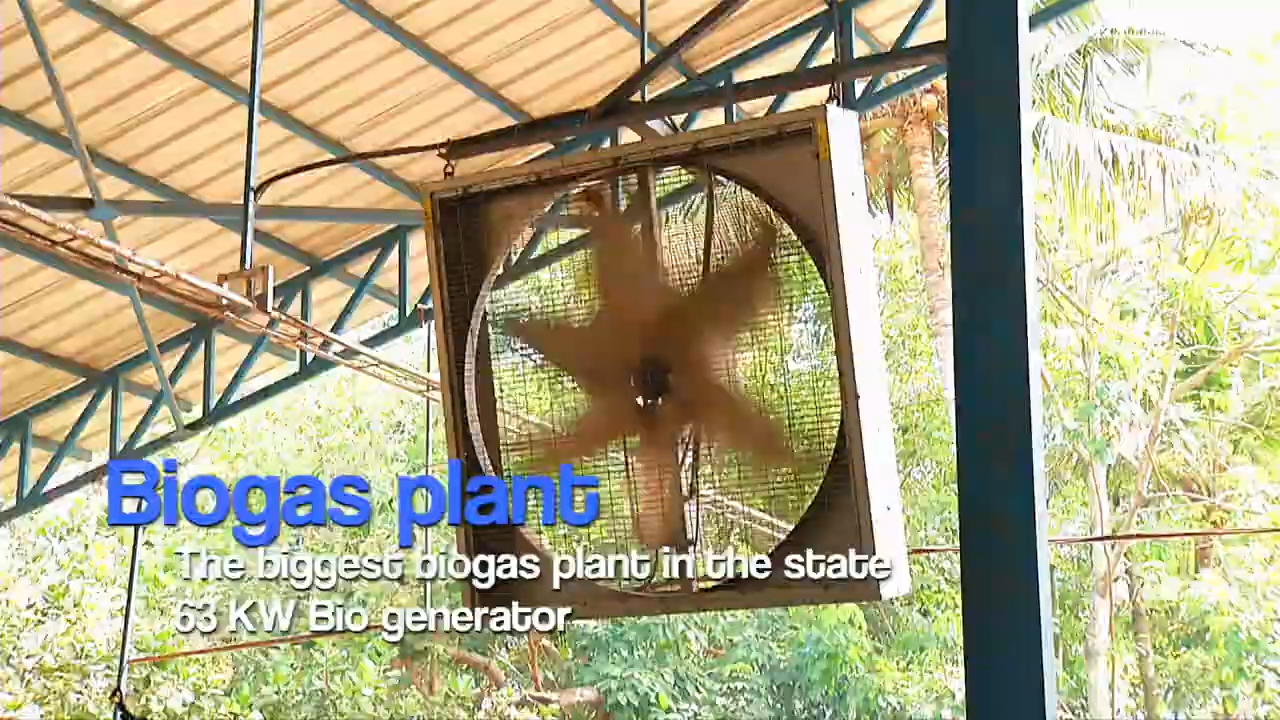 Biogas plant
The biggest biogas plant in the state
63 KW Bio generator